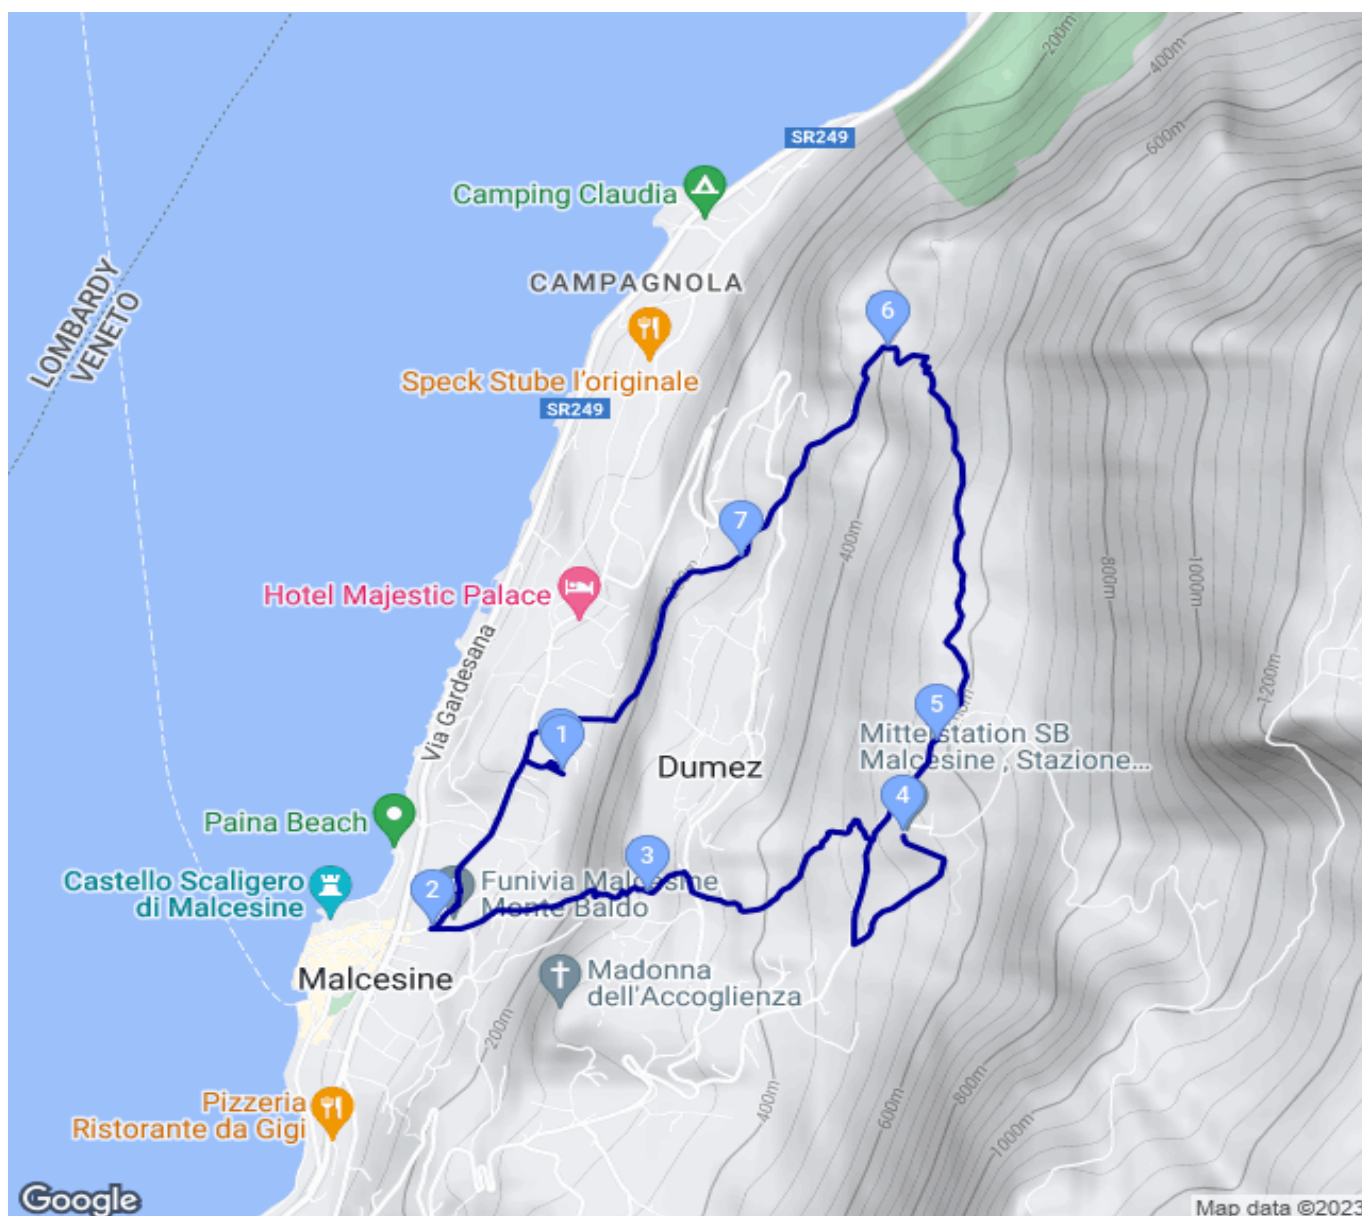 200m
400m
SR249
600m
Camping Claudia
LOMBARDY
VENETO
CAMPAGNOLA
6
Speck Stube l'originale
SR249
7
400m
Hotel Majestic Palace
800m
1000m
Via Gardesana
1200m
5
1
Mittelstation SB
Malcesine , Stazione...
Dumez
4
Paina Beach
3
Castello Scaligero
di Malcesine
2
Funivia Malcesine
Monte Baldo
Malcesine
Madonna
dell'Accoglienza
200m
400m
600m
800m
1000m
Pizzeria
Ristorante da Gigi
Google
Map data ©2023